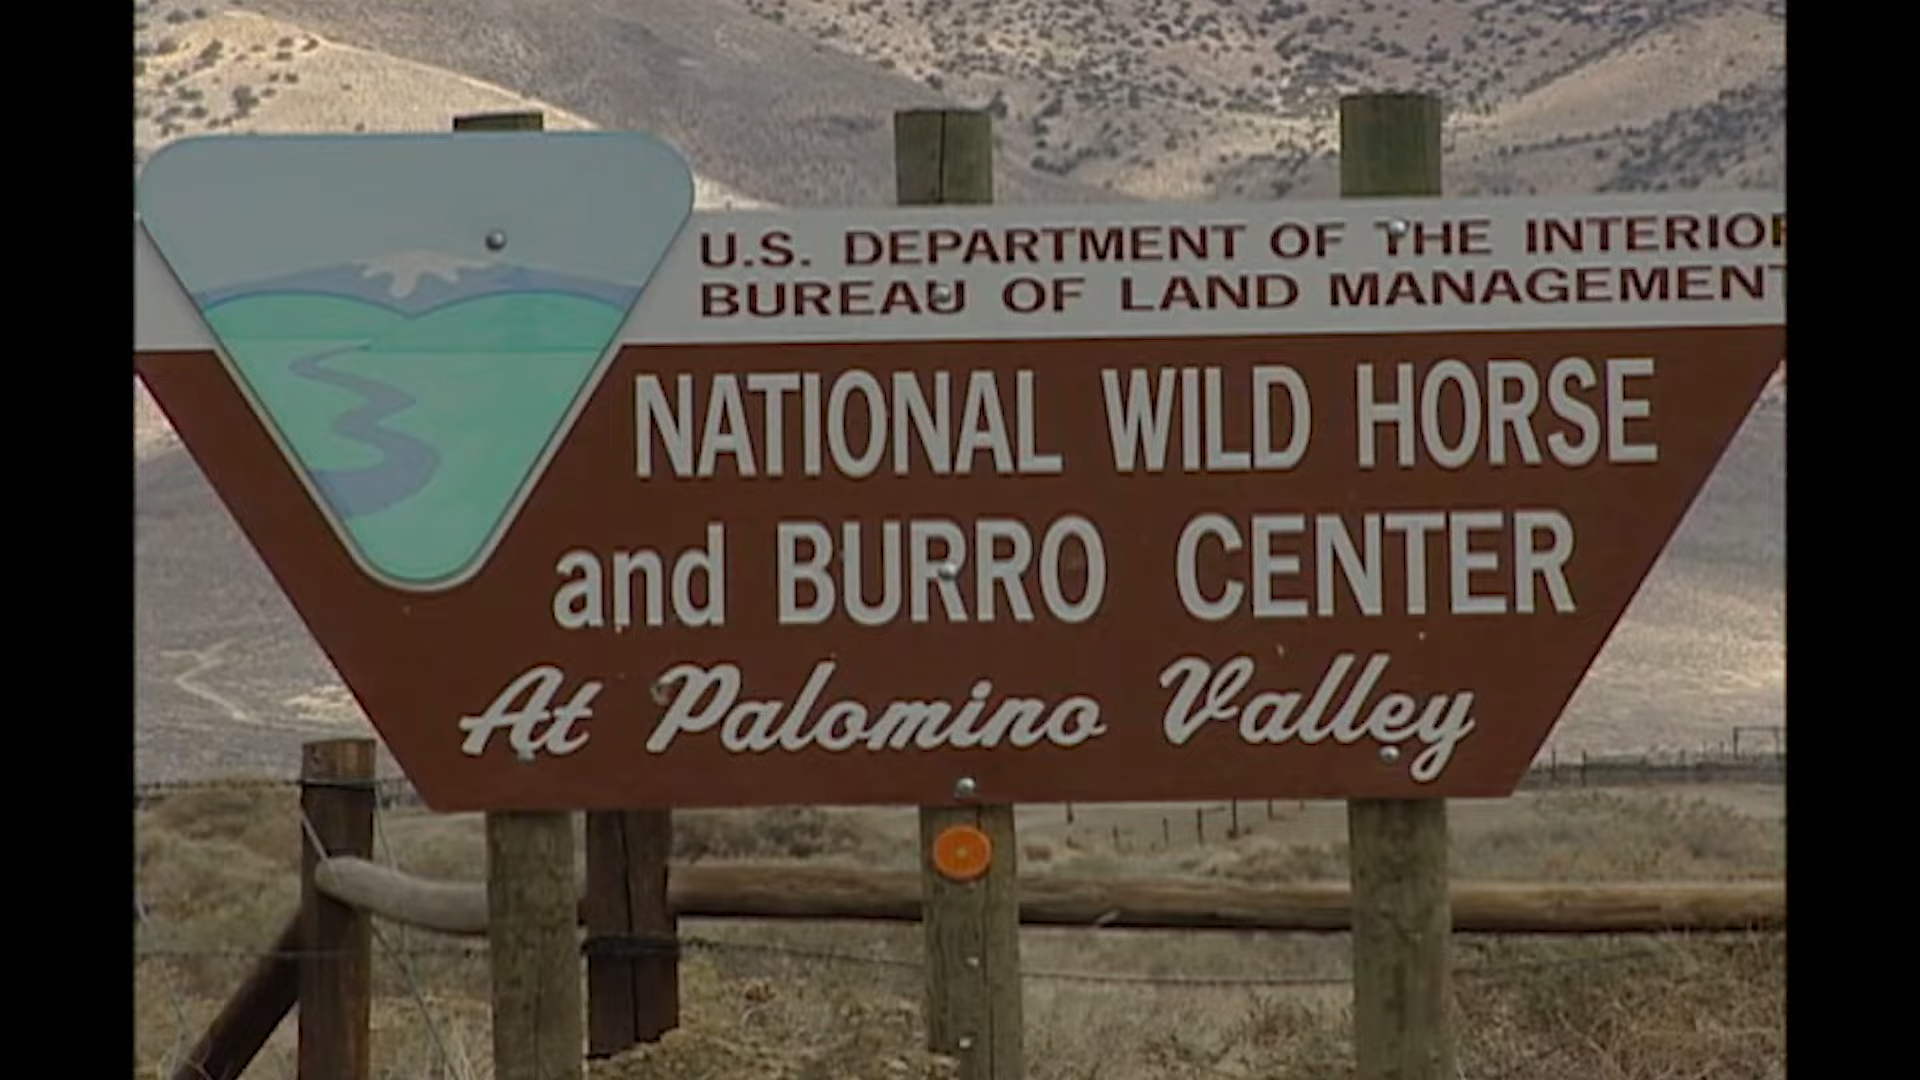 U.S. DEPARTMENT OF THE INTERIOR
BUREAU OF LAND MANAGEMENT
NATIONAL WILD HORSE
and BURRO CENTER
At Palomino Valley